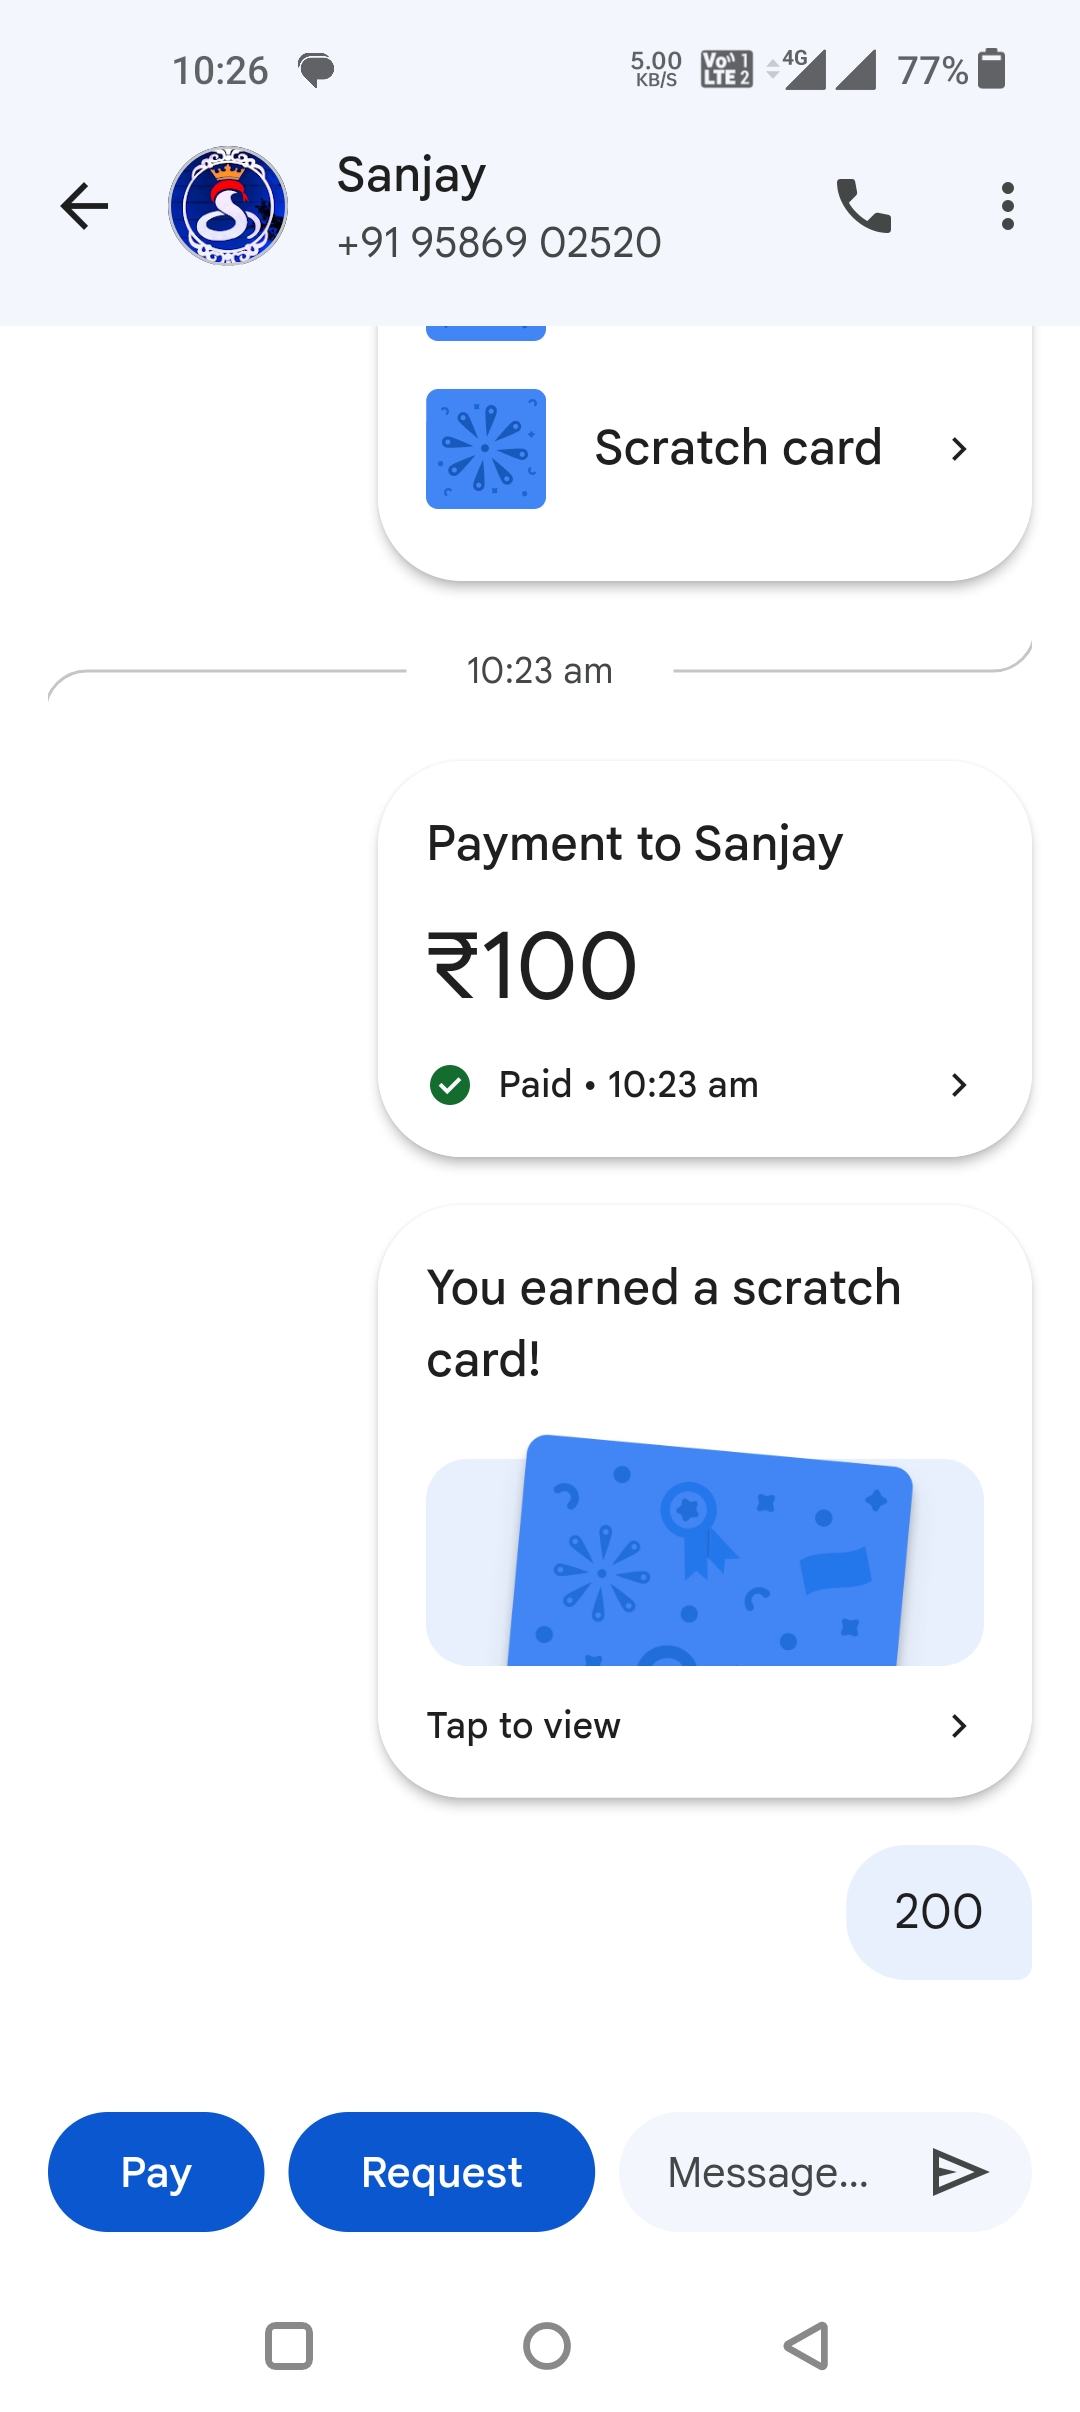 10:26
5.00
KB/S
Vo 1
LTE 2
4G
77%
Sanjay
+91 95869 02520
Scratch card
10:23 am
Payment to Sanjay
₹100
Paid • 10:23 am
You earned a scratch
card!
Tap to view
200
Pay
Request
Message...